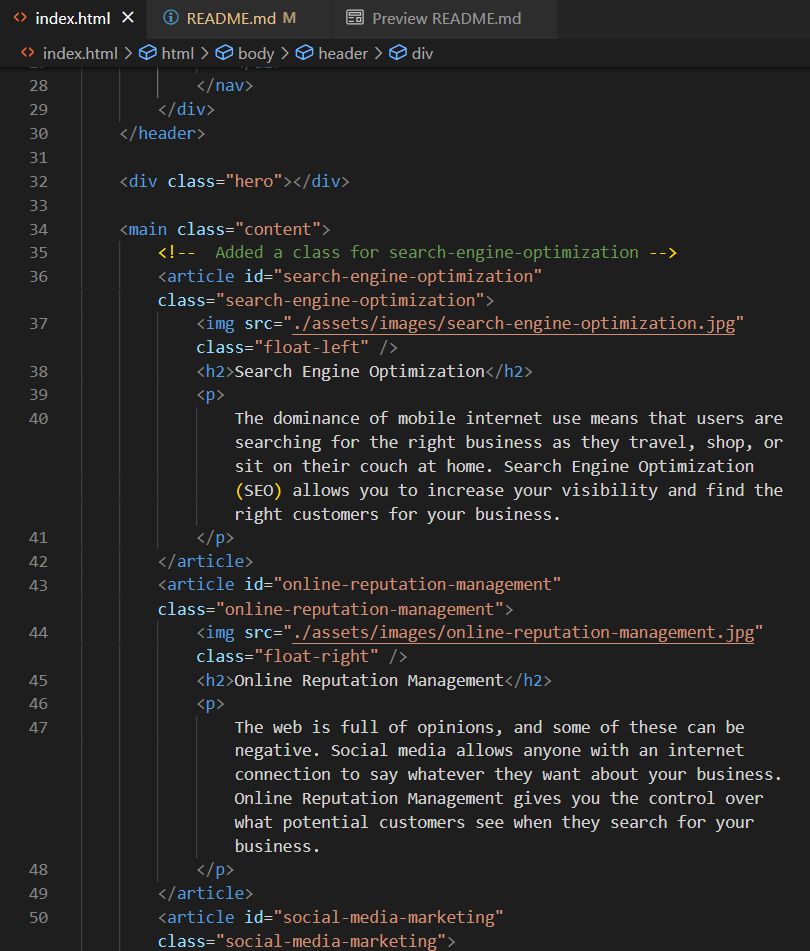 index.html × README.md M Preview README.md
index.html > html > body > header > div
28 </nav>
29 </div>
30 </header>
31
32 <div class="hero"></div>
33
34 <main class="content">
35 <!--  Added a class for search-engine-optimization -->
36 <article id="search-engine-optimization"
class="search-engine-optimization">
37 <img src="./assets/images/search-engine-optimization.jpg"
class="float-left" />
38 <h2>Search Engine Optimization</h2>
39 <p>
40 The dominance of mobile internet use means that users are
searching for the right business as they travel, shop, or
sit on their couch at home. Search Engine Optimization
(SEO) allows you to increase your visibility and find the
right customers for your business.
41 </p>
42 </article>
43 <article id="online-reputation-management"
class="online-reputation-management">
44 <img src="./assets/images/online-reputation-management.jpg"
class="float-right" />
45 <h2>Online Reputation Management</h2>
46 <p>
47 The web is full of opinions, and some of these can be
negative. Social media allows anyone with an internet
connection to say whatever they want about your business.
Online Reputation Management gives you the control over
what potential customers see when they search for your
business.
48 </p>
49 </article>
50 <article id="social-media-marketing"
class="social-media-marketing">